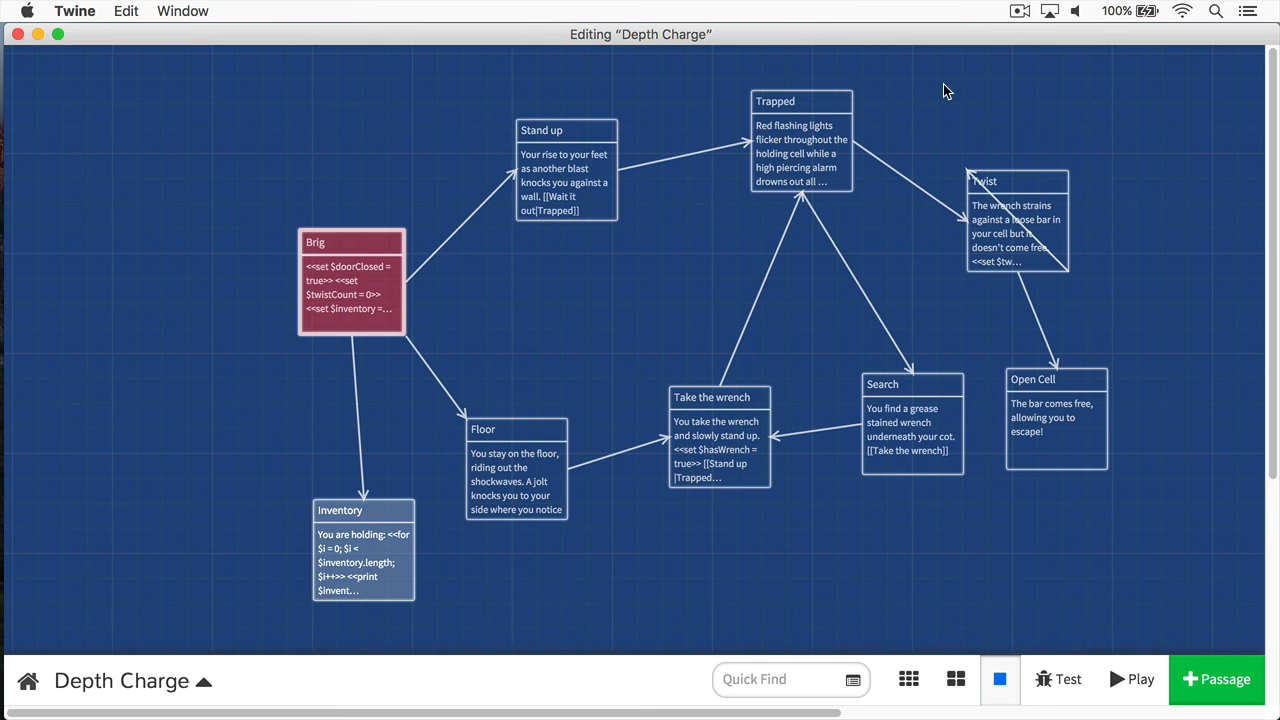 Twine Edit Window 100%
Editing “Depth Charge”
Trapped
Red flashing lights
flicker throughout the
holding cell while a
high piercing alarm
drowns out all ...
Stand up
Your rise to your feet
as another blast
knocks you against a
wall. [[Wait it
out|Trapped]]
Twist
The wrench strains
against a loose bar in
your cell but it
doesn't come free.
<<set $tw...
Brig
<<set $doorClosed =
true>> <<set
$twistCount = 0>>
<<set $inventory =...
Open Cell
The bar comes free,
allowing you to
escape!
Search
You find a grease
stained wrench
underneath your cot.
[[Take the wrench]]
Take the wrench
You take the wrench
and slowly stand up.
<<set $hasWrench =
true>> [[Stand up
|Trapped...
Floor
You stay on the floor,
riding out the
shockwaves. A jolt
knocks you to your
side where you notice
Inventory
You are holding: <<for
$i = 0; $i <
$inventory.length;
$i++>> <<print
$invent...
Depth Charge
Quick Find
Test
Play
+Passage